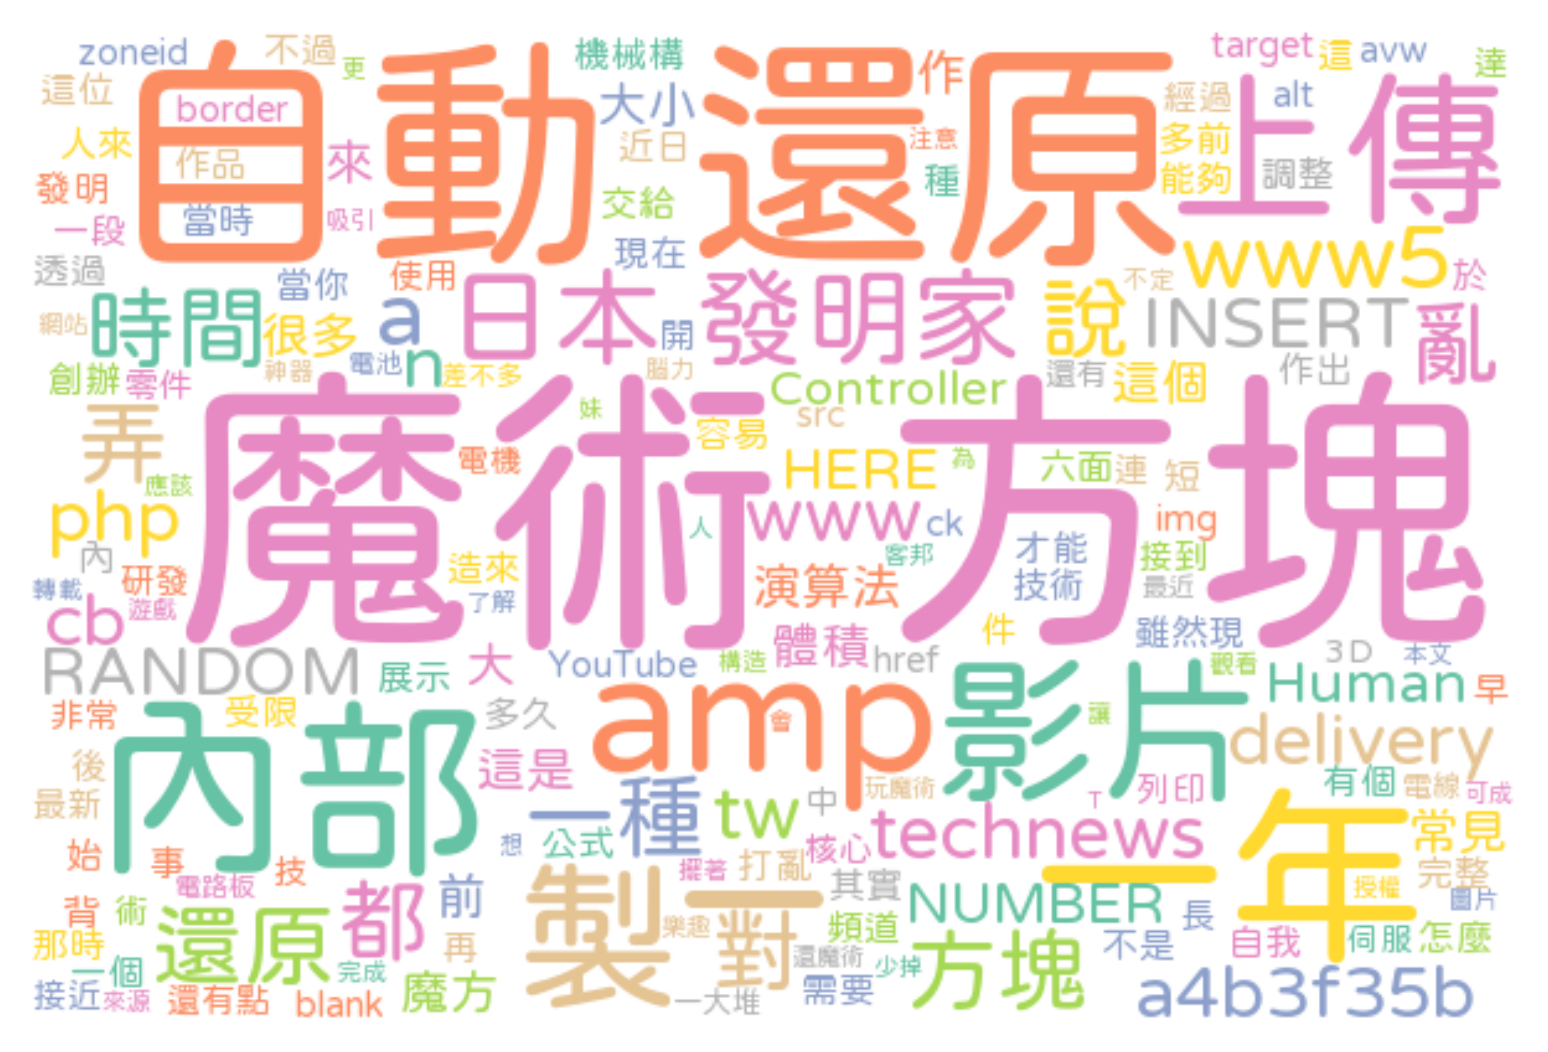 zoneid
不過
更
機械構
target
這
avw
達
這位
border
自動
還原
作
大小
經過
alt
上傳
人來
作品
來
近日
注意
多前
能夠
調整
發明
當時
吸引
交給
種
一段
現在
www5
於
透過
當你
使用
日本
發明家
不定
網站
時間
很多
a
開
說
INSERT
亂
神器
電池
n
差不多
腦力
創辦
零件
Controller
還有
這個
作出
魔術方塊
弄
妹
容易
src
電機
HERE
為
六面
連
短
應該
php
www
ck
img
人
內
客邦
才能
接到
轉載
研發
造來
演算法
技術
最近
遊戲
了解
cb
件
雖然現
體積
RANDOM
展示
大
YouTube
構造
href
3D
本文
觀看
Human
早
非常
受限
多久
amp
會
影片
讓
delivery
內部
後
這是
有個
電線
可成
最新
一種
tw
中
玩魔術
T
列印
technews
一年
常見
始
事
技
想
公式
擺著
打亂
核心
電路板
製
一對
其實
完整
授權
圖片
背
術
還原
都
前
樂趣
頻道
NUMBER
長
那時
再
還魔術
方塊
不是
自我
伺服
怎麼
一個
完成
少掉
接近
來源
還有點
blank
魔方
一大堆
需要
a4b3f35b